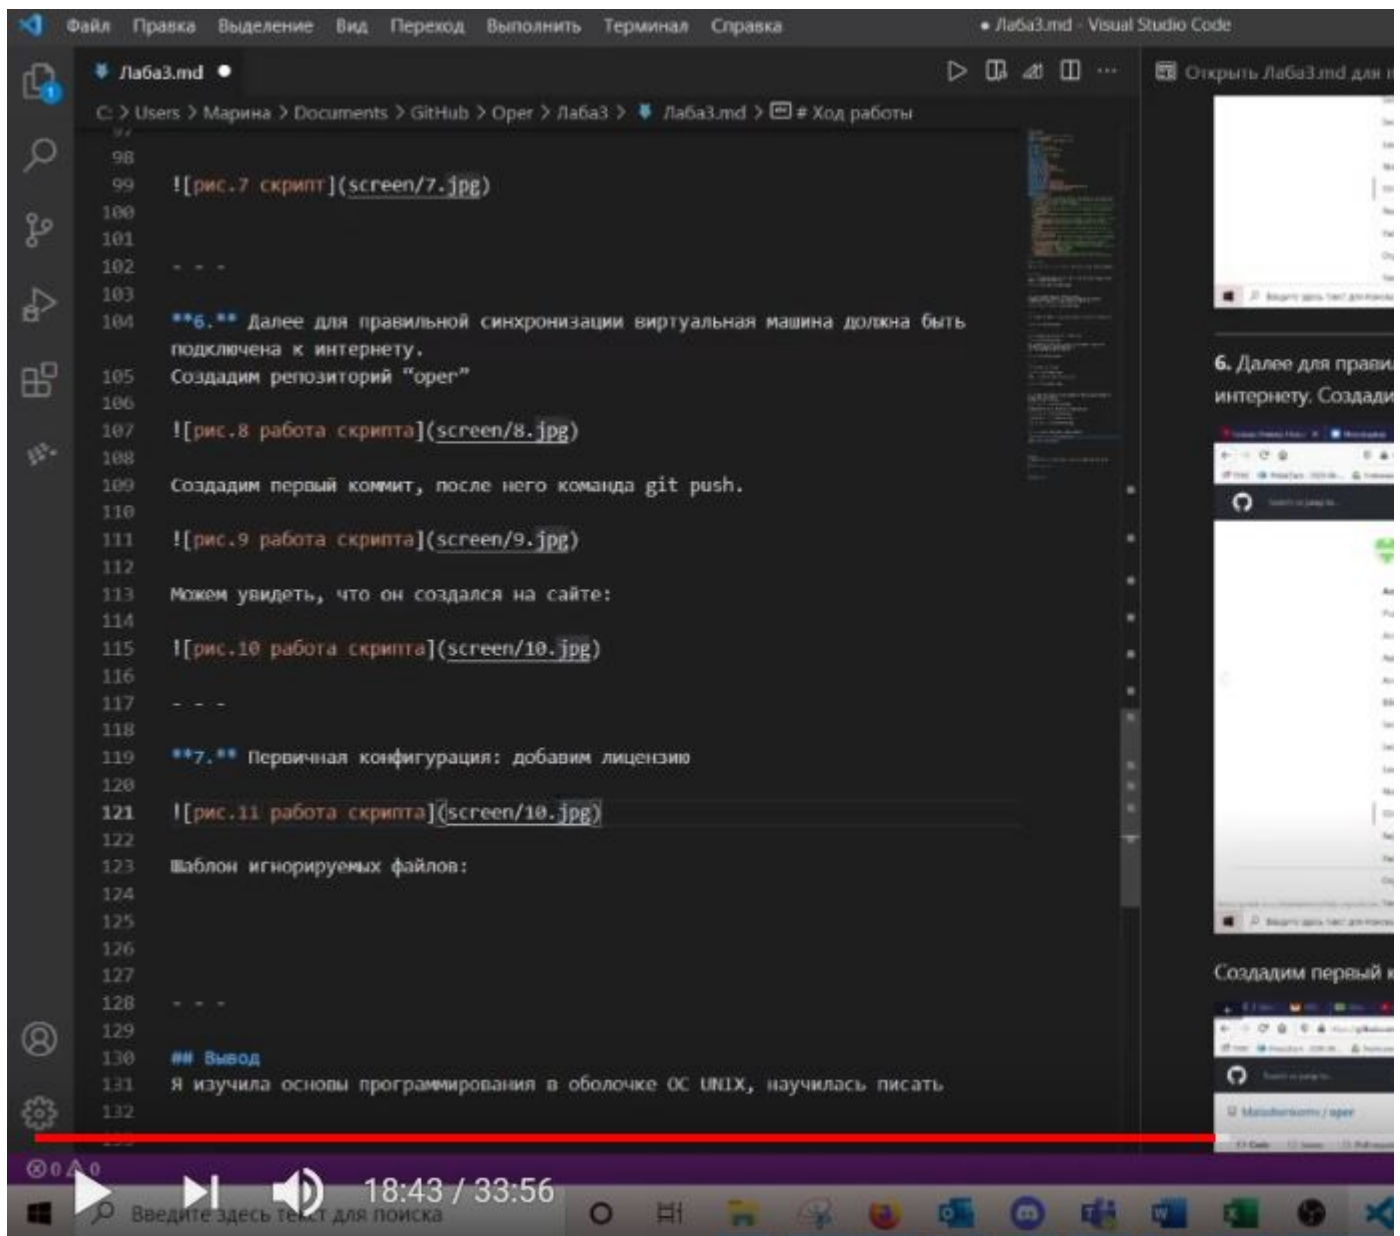 Файл Правка Выделение Вид Переход Выполнить Терминал Справка
● Лаба3.md - Visual Studio Code
Лаба3.md ●
Открыть Лаба3.md для
C: > Users > Марина > Documents > GitHub > Oper > Лаба3 > Лаба3.md > # Ход работы
97
98
99 ![рис.7 скрипт](screen/7.jpg)
100
101
102 - - -
103
104 **6.** Далее для правильной синхронизации виртуальная машина должна быть
подключена к интернету.
105 Создадим репозиторий “oper”
106
107 ![рис.8 работа скрипта](screen/8.jpg)
108
109 Создадим первый коммит, после него команда git push.
110
111 ![рис.9 работа скрипта](screen/9.jpg)
112
113 Можем увидеть, что он создался на сайте:
114
115 ![рис.10 работа скрипта](screen/10.jpg)
116
117 - - -
118
119 **7.** Первичная конфигурация: добавим лицензию
120
121 ![рис.11 работа скрипта](screen/10.jpg)
122
123 Шаблон игнорируемых файлов:
124
125
126
127
128 - - -
129
130 ## Вывод
131 Я изучила основы программирования в оболочке ОС UNIX, научилась писать
132
6. Далее для прави
интернету. Создади
Создадим первый к
/ oper
Code
0 0
18:43 / 33:56
Введите здесь текст для поиска